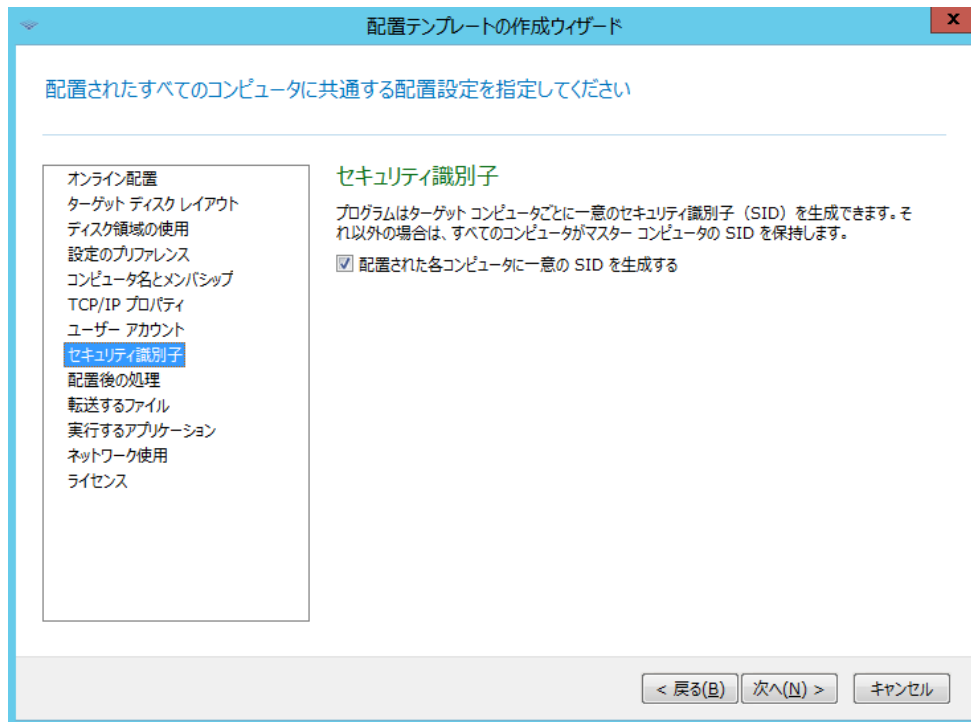 配置テンプレートの作成ウィザード
x
配置されたすべてのコンピュータに共通する配置設定を指定してください
オンライン配置
ターゲット ディスク レイアウト
ディスク領域の使用
設定のプリファレンス
コンピュータ名とメンバシップ
TCP/IP プロパティ
ユーザー アカウント
セキュリティ識別子
配置後の処理
転送するファイル
実行するアプリケーション
ネットワーク使用
ライセンス
セキュリティ識別子
プログラムはターゲット コンピュータごとに一意のセキュリティ識別子（SID）を生成できます。そ
れ以外の場合は、すべてのコンピュータがマスター コンピュータの SID を保持します。
配置された各コンピュータに一意の SID を生成する
< 戻る(B) 次へ(N) > キャンセル